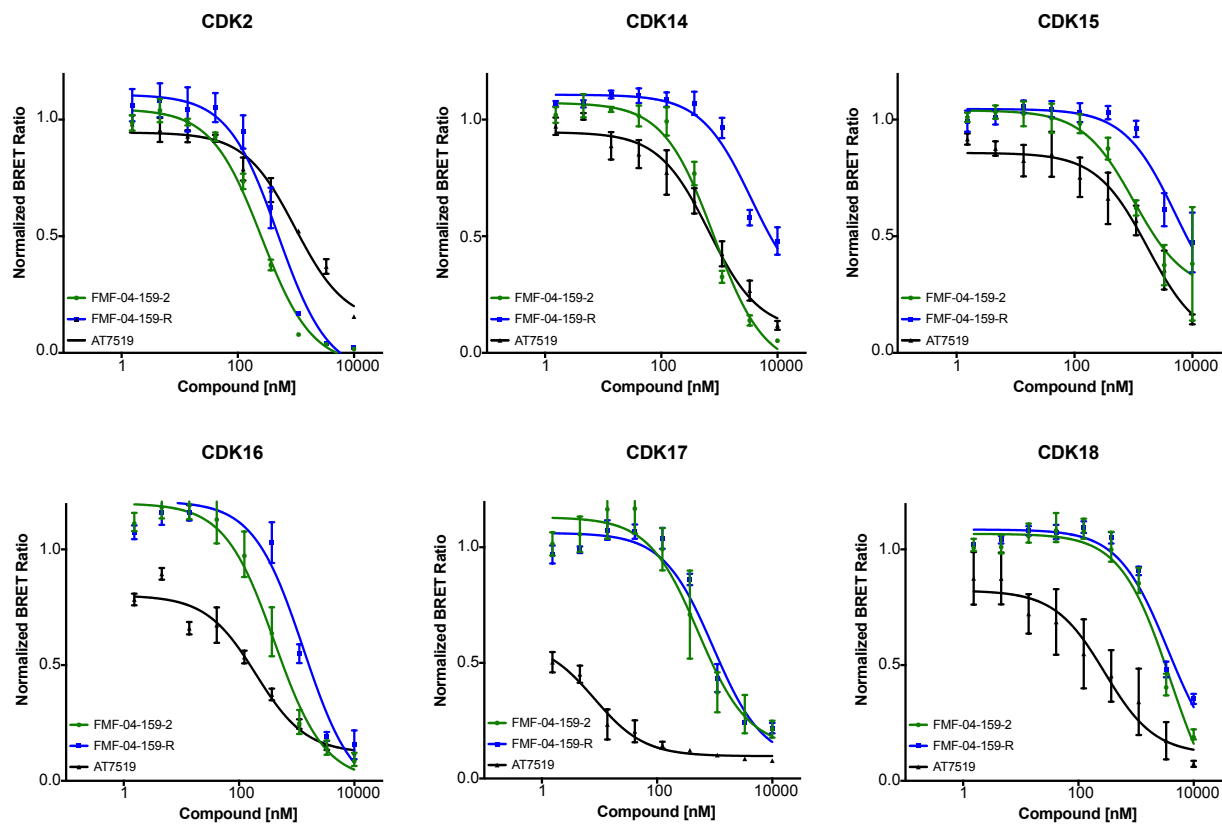 CDK2
Normalized BRET Ratio
1.0
0.5
0.0
FMF-04-159-2
FMF-04-159-R
AT7519
1 100 10000
Compound [nM]
CDK14
Normalized BRET Ratio
1.0
0.5
0.0
FMF-04-159-2
FMF-04-159-R
AT7519
1 100 10000
Compound [nM]
CDK15
Normalized BRET Ratio
1.0
0.5
0.0
FMF-04-159-2
FMF-04-159-R
AT7519
1 100 10000
Compound [nM]
CDK16
Normalized BRET Ratio
1.0
0.5
0.0
FMF-04-159-2
FMF-04-159-R
AT7519
1 100 10000
Compound [nM]
CDK17
Normalized BRET Ratio
1.0
0.5
0.0
FMF-04-159-2
FMF-04-159-R
AT7519
1 100 10000
Compound [nM]
CDK18
Normalized BRET Ratio
1.0
0.5
0.0
FMF-04-159-2
FMF-04-159-R
AT7519
1 100 10000
Compound [nM]